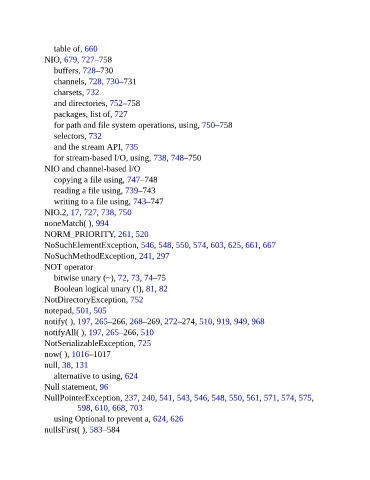 table of, 660
NIO, 679, 727–758
buffers, 728–730
channels, 728, 730–731
charsets, 732
and directories, 752–758
packages, list of, 727
for path and file system operations, using, 750–758
selectors, 732
and the stream API, 735
for stream-based I/O, using, 738, 748–750
NIO and channel-based I/O
copying a file using, 747–748
reading a file using, 739–743
writing to a file using, 743–747
NIO.2, 17, 727, 738, 750
noneMatch( ), 994
NORM_PRIORITY, 261, 520
NoSuchElementException, 546, 548, 550, 574, 603, 625, 661, 667
NoSuchMethodException, 241, 297
NOT operator
bitwise unary (~), 72, 73, 74–75
Boolean logical unary (!), 81, 82
NotDirectoryException, 752
notepad, 501, 505
notify( ), 197, 265–266, 268–269, 272–274, 510, 919, 949, 968
notifyAll( ), 197, 265–266, 510
NotSerializableException, 725
now( ), 1016–1017
null, 38, 131
alternative to using, 624
Null statement, 96
NullPointerException, 237, 240, 541, 543, 546, 548, 550, 561, 571, 574, 575,
598, 610, 668, 703
using Optional to prevent a, 624, 626
nullsFirst( ), 583–584